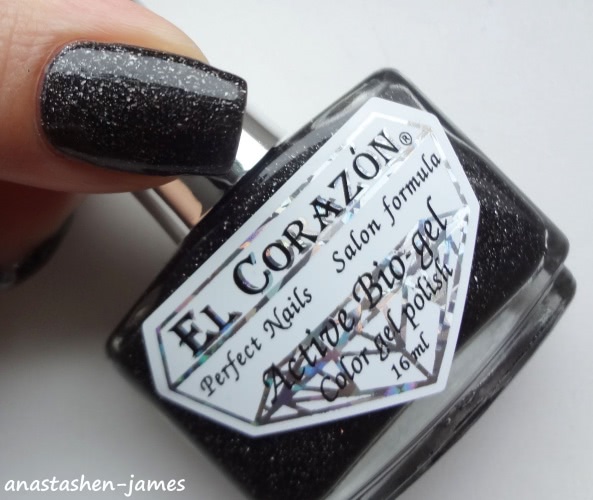 EL CORAZÓN®
Perfect Nails Salon formula
Active Bio-gel
Color gel polish
16 ml
anastashen-james